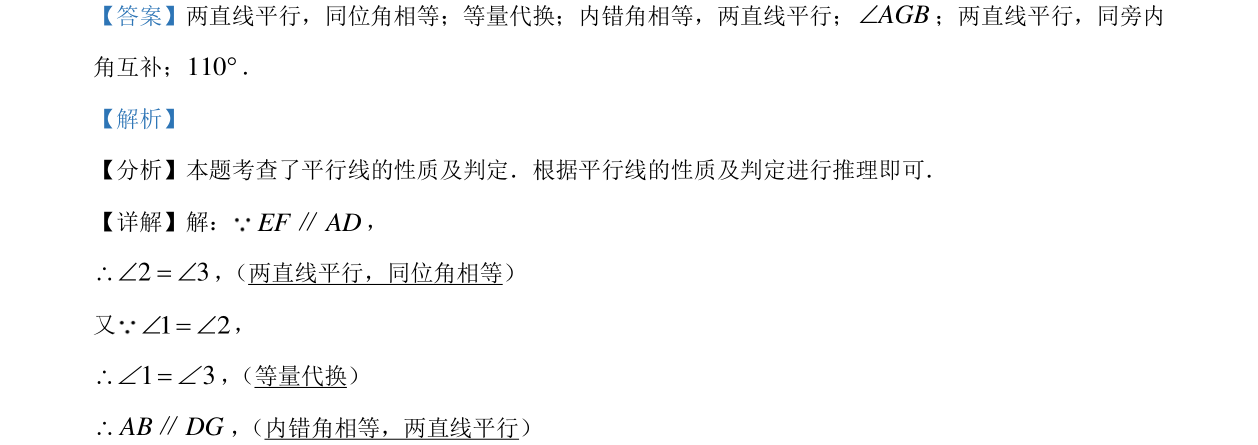 【答案】两直线平行，同位角相等；等量代换；内错角相等，两直线平行；∠AGB；两直线平行，同旁内
角互补；110°．
【解析】
【分析】本题考查了平行线的性质及判定．根据平行线的性质及判定进行推理即可．
【详解】解：∵EF∥AD，
∴∠2=∠3，（两直线平行，同位角相等）
又∵∠1=∠2，
∴∠1=∠3，（等量代换）
∴AB∥DG，（内错角相等，两直线平行）